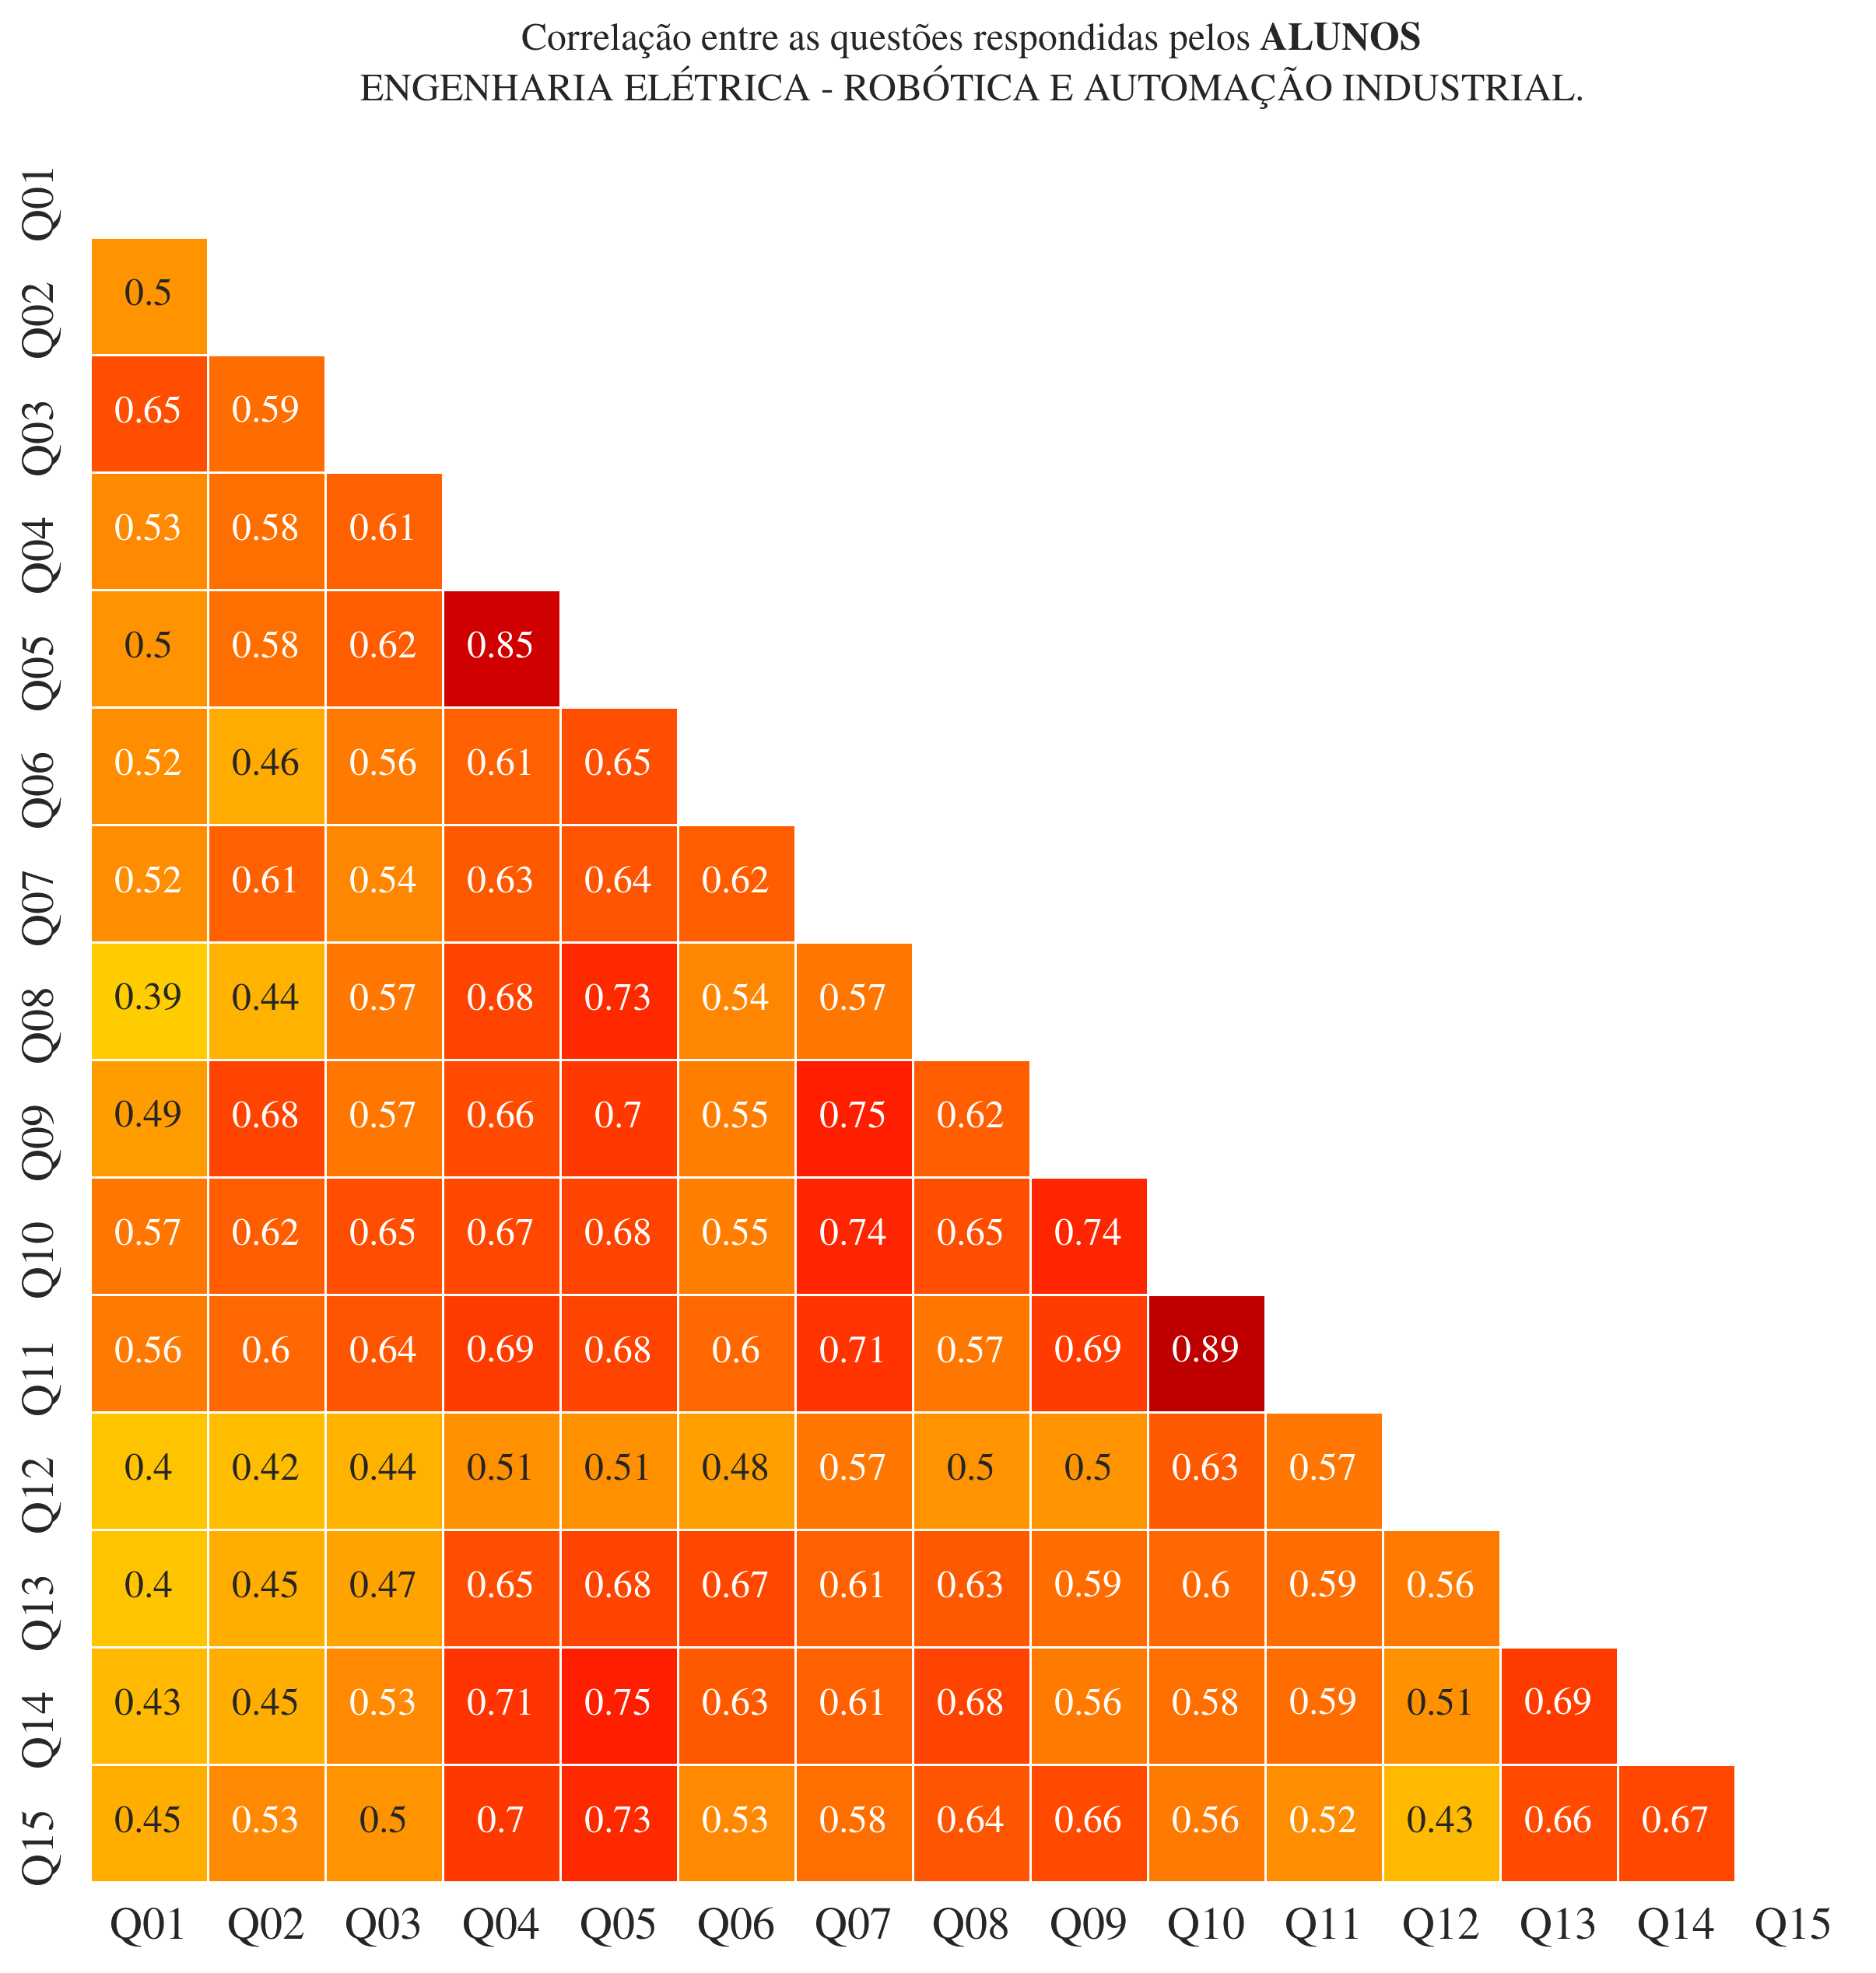 Correlação entre as questões respondidas pelos ALUNOS
ENGENHARIA ELÉTRICA - ROBÓTICA E AUTOMAÇÃO INDUSTRIAL.
Q01
Q02 0.5
Q03 0.65 0.59
Q04 0.53 0.58 0.61
Q05 0.5 0.58 0.62 0.85
Q06 0.52 0.46 0.56 0.61 0.65
Q07 0.52 0.61 0.54 0.63 0.64 0.62
Q08 0.39 0.44 0.57 0.68 0.73 0.54 0.57
Q09 0.49 0.68 0.57 0.66 0.7 0.55 0.75 0.62
Q10 0.57 0.62 0.65 0.67 0.68 0.55 0.74 0.65 0.74
Q11 0.56 0.6 0.64 0.69 0.68 0.6 0.71 0.57 0.69 0.89
Q12 0.4 0.42 0.44 0.51 0.51 0.48 0.57 0.5 0.5 0.63 0.57
Q13 0.4 0.45 0.47 0.65 0.68 0.67 0.61 0.63 0.59 0.6 0.59 0.56
Q14 0.43 0.45 0.53 0.71 0.75 0.63 0.61 0.68 0.56 0.58 0.59 0.51 0.69
Q15 0.45 0.53 0.5 0.7 0.73 0.53 0.58 0.64 0.66 0.56 0.52 0.43 0.66 0.67
Q01 Q02 Q03 Q04 Q05 Q06 Q07 Q08 Q09 Q10 Q11 Q12 Q13 Q14 Q15